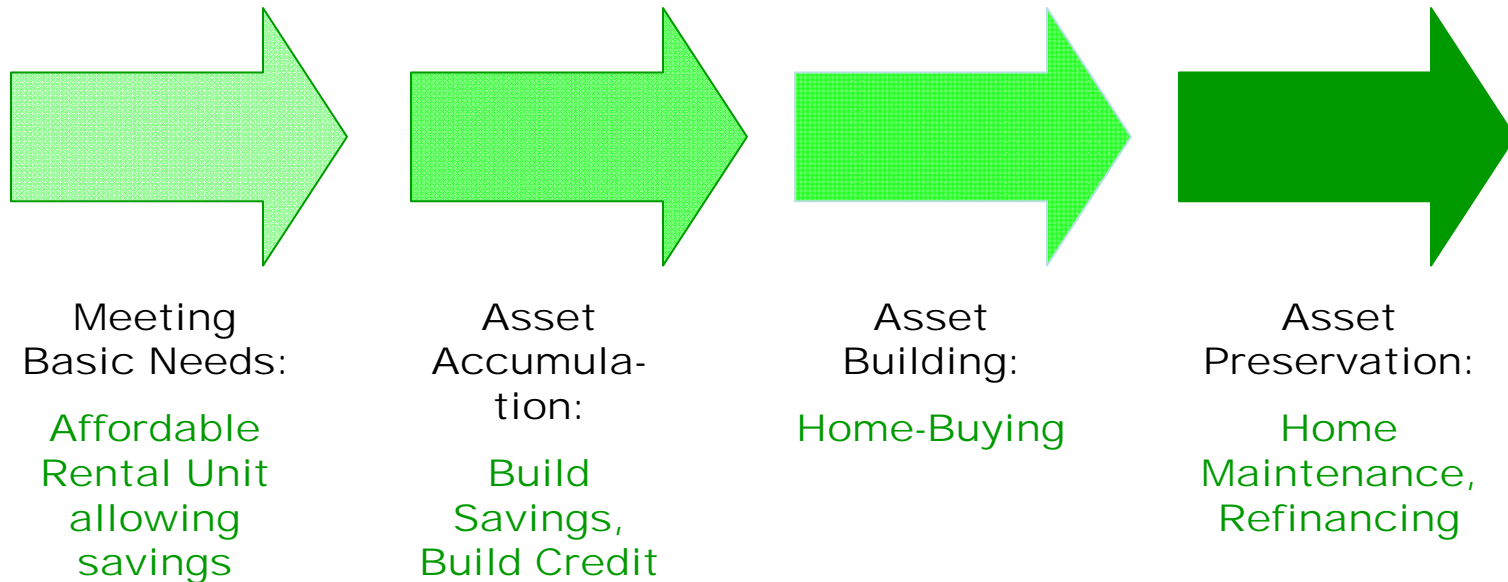 Meeting
Basic Needs:
Affordable
Rental Unit
allowing
savings
Asset
Accumula-
tion:
Build
Savings,
Build Credit
Asset
Building:
Home-Buying
Asset
Preservation:
Home
Maintenance,
Refinancing